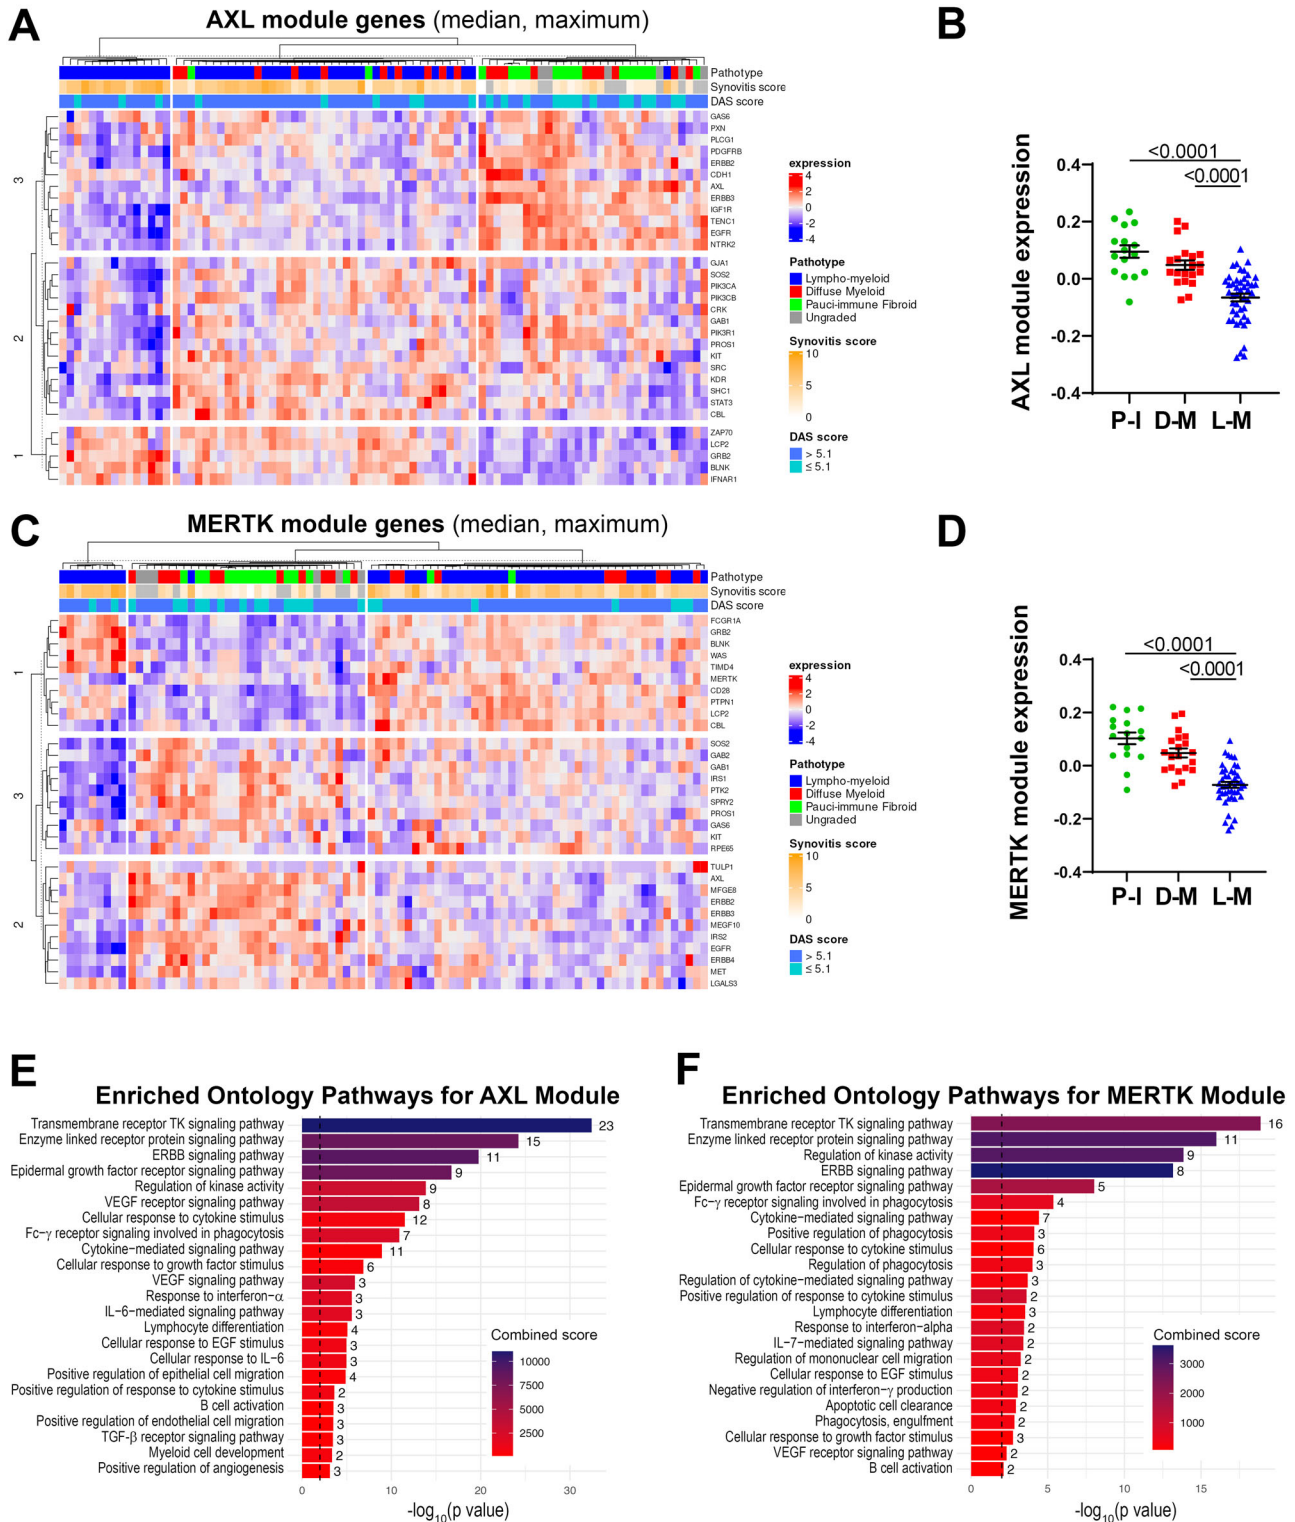 A
AXL module genes (median, maximum)
Pathotype
Synovitis score
DAS score
GAS6
PXN
PLCG1
PDGFRB
ERBB2
CDH1
AXL
ERBB3
IGF1R
TENC1
EGFR
NTRK2
GJA1
SOS2
PIK3CA
PIK3CB
CRK
GAB1
PIK3R1
PROS1
KIT
SRC
KDR
SHC1
STAT3
CBL
ZAP70
LCP2
GRB2
BLNK
IFNAR1
3
2
1
expression
4
2
0
-2
-4
Pathotype
Lympho-myeloid
Diffuse Myeloid
Pauci-immune Fibroid
Ungraded
Synovitis score
10
5
0
DAS score
> 5.1
≤ 5.1
B
AXL module expression
<0.0001
<0.0001
0.4
0.2
0.0
-0.2
-0.4
P-I D-M L-M
C
MERTK module genes (median, maximum)
Pathotype
Synovitis score
DAS score
FCGR1A
GRB2
BLNK
WAS
TIMD4
MERTK
CD28
PTPN1
LCP2
CBL
SOS2
GAB2
GAB1
IRS1
PTK2
SPRY2
PROS1
GAS6
KIT
RPE65
TULP1
AXL
MFGE8
ERBB2
ERBB3
MEGF10
IRS2
EGFR
ERBB4
MET
LGALS3
1
3
2
expression
4
2
0
-2
-4
Pathotype
Lympho-myeloid
Diffuse Myeloid
Pauci-immune Fibroid
Ungraded
Synovitis score
10
5
0
DAS score
> 5.1
≤ 5.1
D
MERTK module expression
<0.0001
<0.0001
0.4
0.2
0.0
-0.2
-0.4
P-I D-M L-M
E
Enriched Ontology Pathways for AXL Module
Transmembrane receptor TK signaling pathway 23
Enzyme linked receptor protein signaling pathway 15
ERBB signaling pathway 11
Epidermal growth factor receptor signaling pathway 9
Regulation of kinase activity 9
VEGF receptor signaling pathway 8
Cellular response to cytokine stimulus 12
Fc−γ receptor signaling involved in phagocytosis 7
Cytokine-mediated signaling pathway 11
Cellular response to growth factor stimulus 6
VEGF signaling pathway 3
Response to interferon-α 3
IL-6-mediated signaling pathway 3
Lymphocyte differentiation 4
Cellular response to EGF stimulus 3
Cellular response to IL-6 3
Positive regulation of epithelial cell migration 4
Positive regulation of response to cytokine stimulus 2
B cell activation 3
Positive regulation of endothelial cell migration 3
TGF-β receptor signaling pathway 3
Myeloid cell development 2
Positive regulation of angiogenesis 3
0 10 20 30
-log10(p value)
Combined score
10000
7500
5000
2500
F
Enriched Ontology Pathways for MERTK Module
Transmembrane receptor TK signaling pathway 16
Enzyme linked receptor protein signaling pathway 11
Regulation of kinase activity 9
ERBB signaling pathway 8
Epidermal growth factor receptor signaling pathway 5
Fc−γ receptor signaling involved in phagocytosis 4
Cytokine-mediated signaling pathway 7
Positive regulation of phagocytosis 3
Cellular response to cytokine stimulus 6
Regulation of phagocytosis 3
Regulation of cytokine-mediated signaling pathway 3
Positive regulation of response to cytokine stimulus 2
Lymphocyte differentiation 3
Response to interferon-alpha 2
IL-7-mediated signaling pathway 2
Regulation of mononuclear cell migration 2
Cellular response to EGF stimulus 2
Negative regulation of interferon−γ production 2
Apoptotic cell clearance 2
Phagocytosis, engulfment 2
Cellular response to growth factor stimulus 3
VEGF receptor signaling pathway 2
B cell activation 2
0 5 10 15
-log10(p value)
Combined score
3000
2000
1000